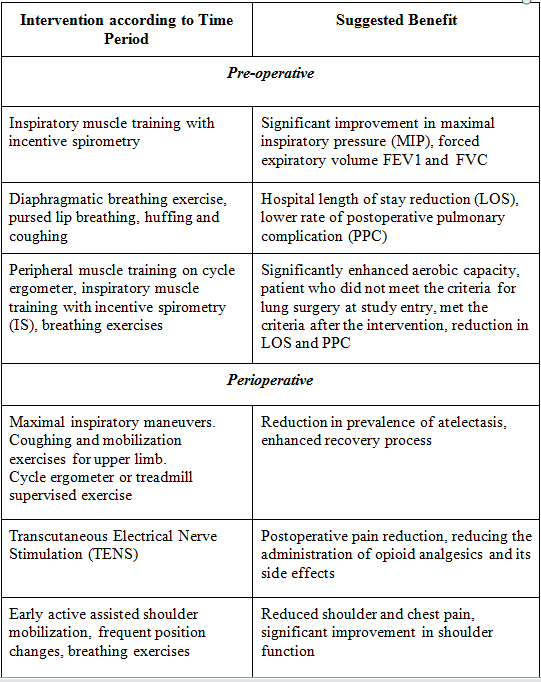 Intervention according to Time
Period
Suggested Benefit
Pre-operative
Inspiratory muscle training with
incentive spirometry
Significant improvement in maximal
inspiratory pressure (MIP), forced
expiratory volume FEV1 and FVC
Diaphragmatic breathing exercise,
pursed lip breathing, huffing and
coughing
Hospital length of stay reduction (LOS),
lower rate of postoperative pulmonary
complication (PPC)
Peripheral muscle training on cycle
ergometer, inspiratory muscle
training with incentive spirometry
(IS), breathing exercises
Significantly enhanced aerobic capacity,
patient who did not meet the criteria for
lung surgery at study entry, met the
criteria after the intervention, reduction in
LOS and PPC
Perioperative
Maximal inspiratory maneuvers.
Coughing and mobilization
exercises for upper limb.
Cycle ergometer or treadmill
supervised exercise
Reduction in prevalence of atelectasis,
enhanced recovery process
Transcutaneous Electrical Nerve
Stimulation (TENS)
Postoperative pain reduction, reducing the
administration of opioid analgesics and its
side effects
Early active assisted shoulder
mobilization, frequent position
changes, breathing exercises
Reduced shoulder and chest pain,
significant improvement in shoulder
function